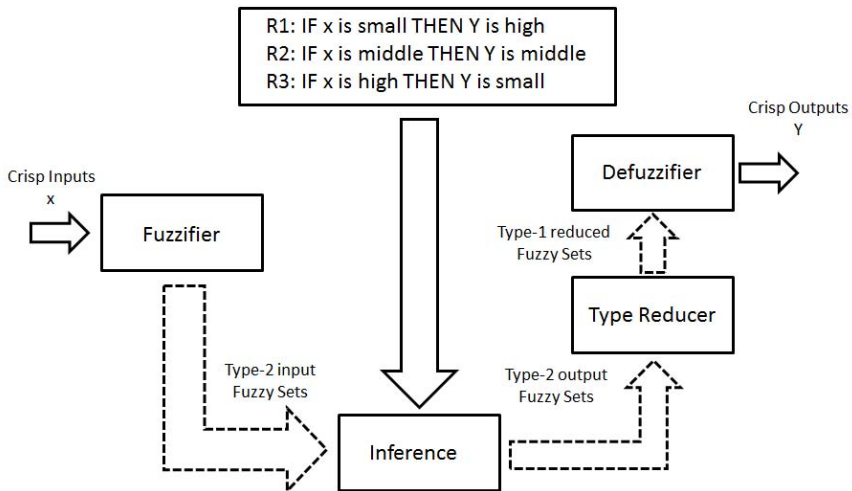 R1: IF x is small THEN Y is high
R2: IF x is middle THEN Y is middle
R3: IF x is high THEN Y is small
Crisp Outputs
Y
Defuzzifier
Crisp Inputs
x
Fuzzifier
Type-1 reduced
Fuzzy Sets
Type Reducer
Type-2 input
Fuzzy Sets
Type-2 output
Fuzzy Sets
Inference